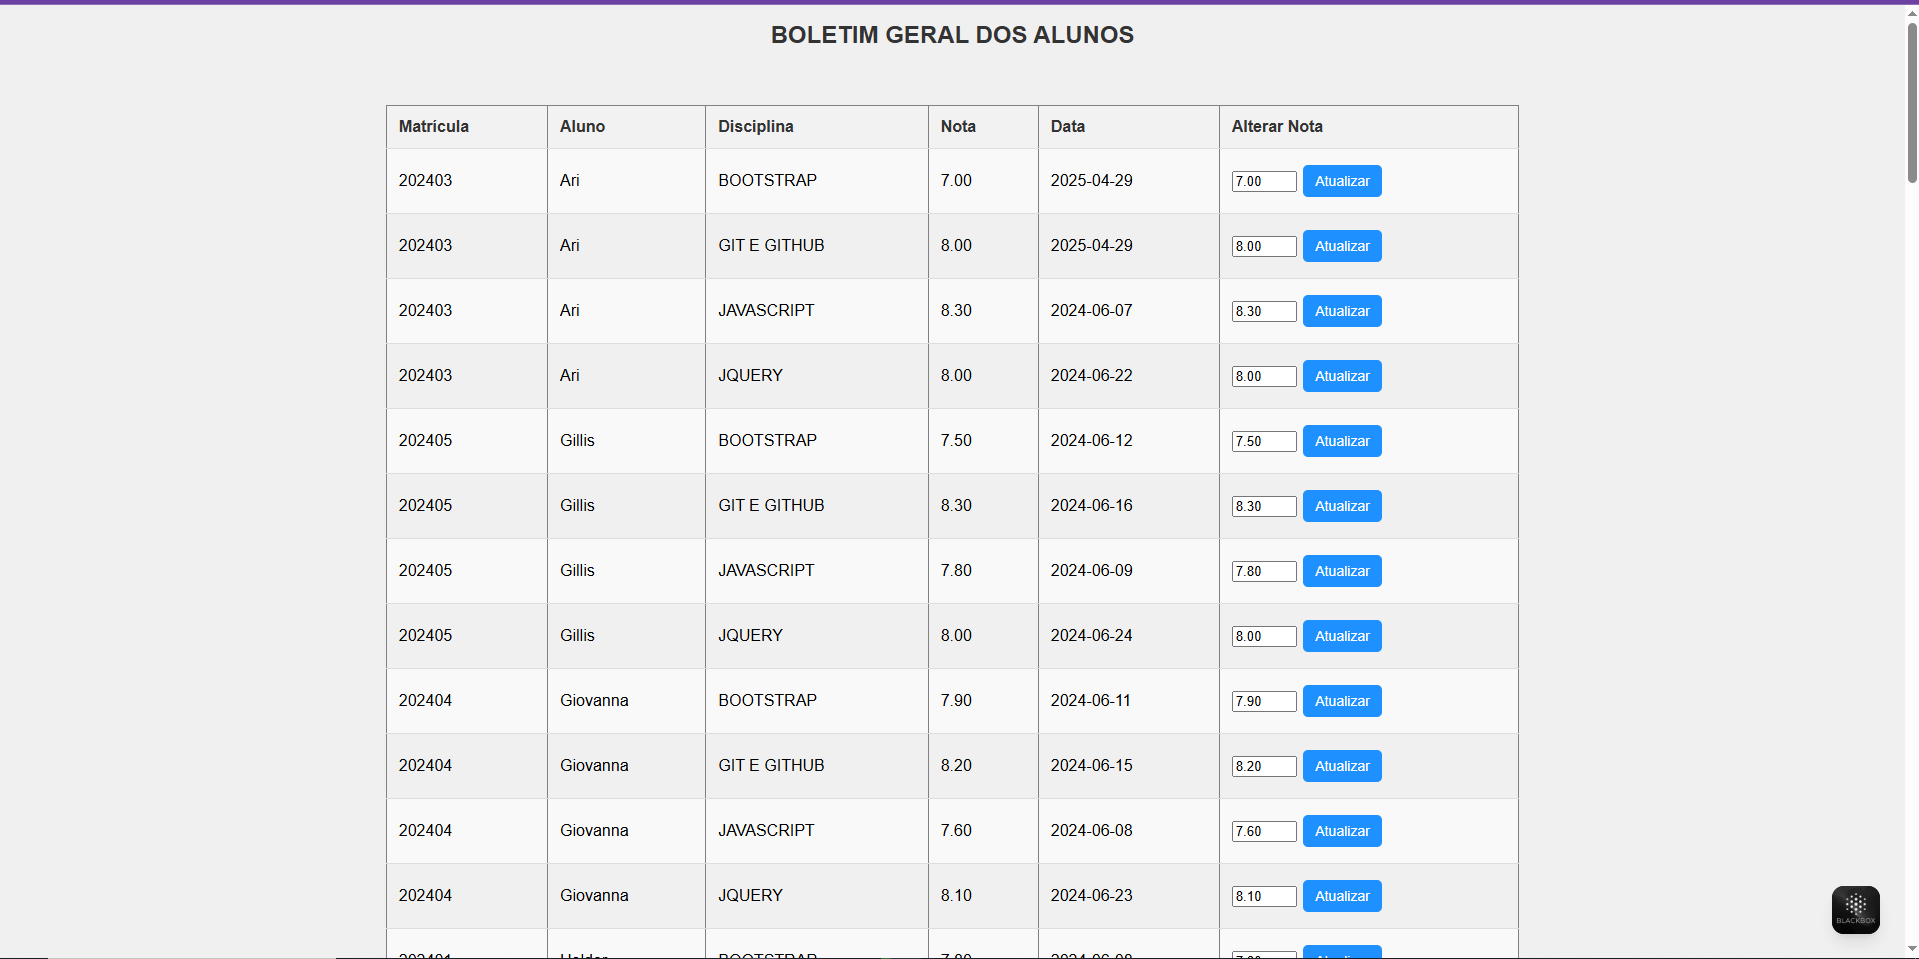 BOLETIM GERAL DOS ALUNOS
Matrícula Aluno Disciplina Nota Data Alterar Nota
202403 Ari BOOTSTRAP 7.00 2025-04-29 7.00 Atualizar
202403 Ari GIT E GITHUB 8.00 2025-04-29 8.00 Atualizar
202403 Ari JAVASCRIPT 8.30 2024-06-07 8.30 Atualizar
202403 Ari JQUERY 8.00 2024-06-22 8.00 Atualizar
202405 Gillis BOOTSTRAP 7.50 2024-06-12 7.50 Atualizar
202405 Gillis GIT E GITHUB 8.30 2024-06-16 8.30 Atualizar
202405 Gillis JAVASCRIPT 7.80 2024-06-09 7.80 Atualizar
202405 Gillis JQUERY 8.00 2024-06-24 8.00 Atualizar
202404 Giovanna BOOTSTRAP 7.90 2024-06-11 7.90 Atualizar
202404 Giovanna GIT E GITHUB 8.20 2024-06-15 8.20 Atualizar
202404 Giovanna JAVASCRIPT 7.60 2024-06-08 7.60 Atualizar
202404 Giovanna JQUERY 8.10 2024-06-23 8.10 Atualizar
BOOTSTRAP Atualizar
BLACKBOX